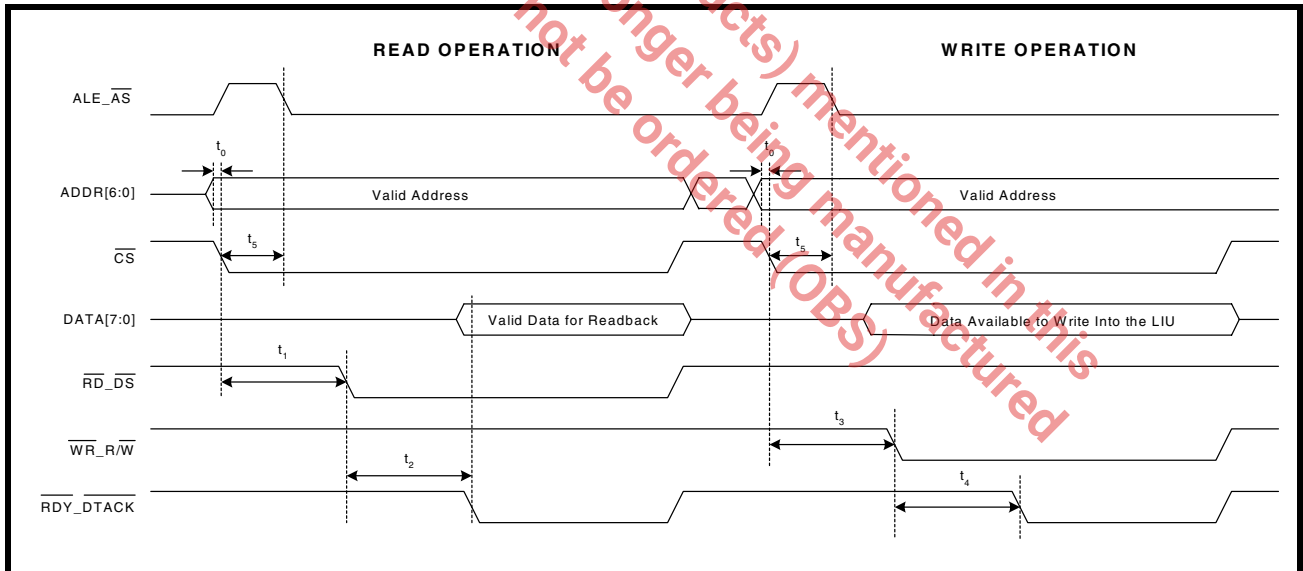 READ OPERATION
WRITE OPERATION
ALE_AS
t0
t0
ADDR[6:0]
Valid Address
Valid Address
CS
t5
t5
DATA[7:0]
Valid Data for Readback
Data Available to Write Into the LIU
t1
RD_DS
t3
WR_R/W
t2
t4
RDY_DTACK
mentioned in this
being manufactured
not be ordered (OBS)